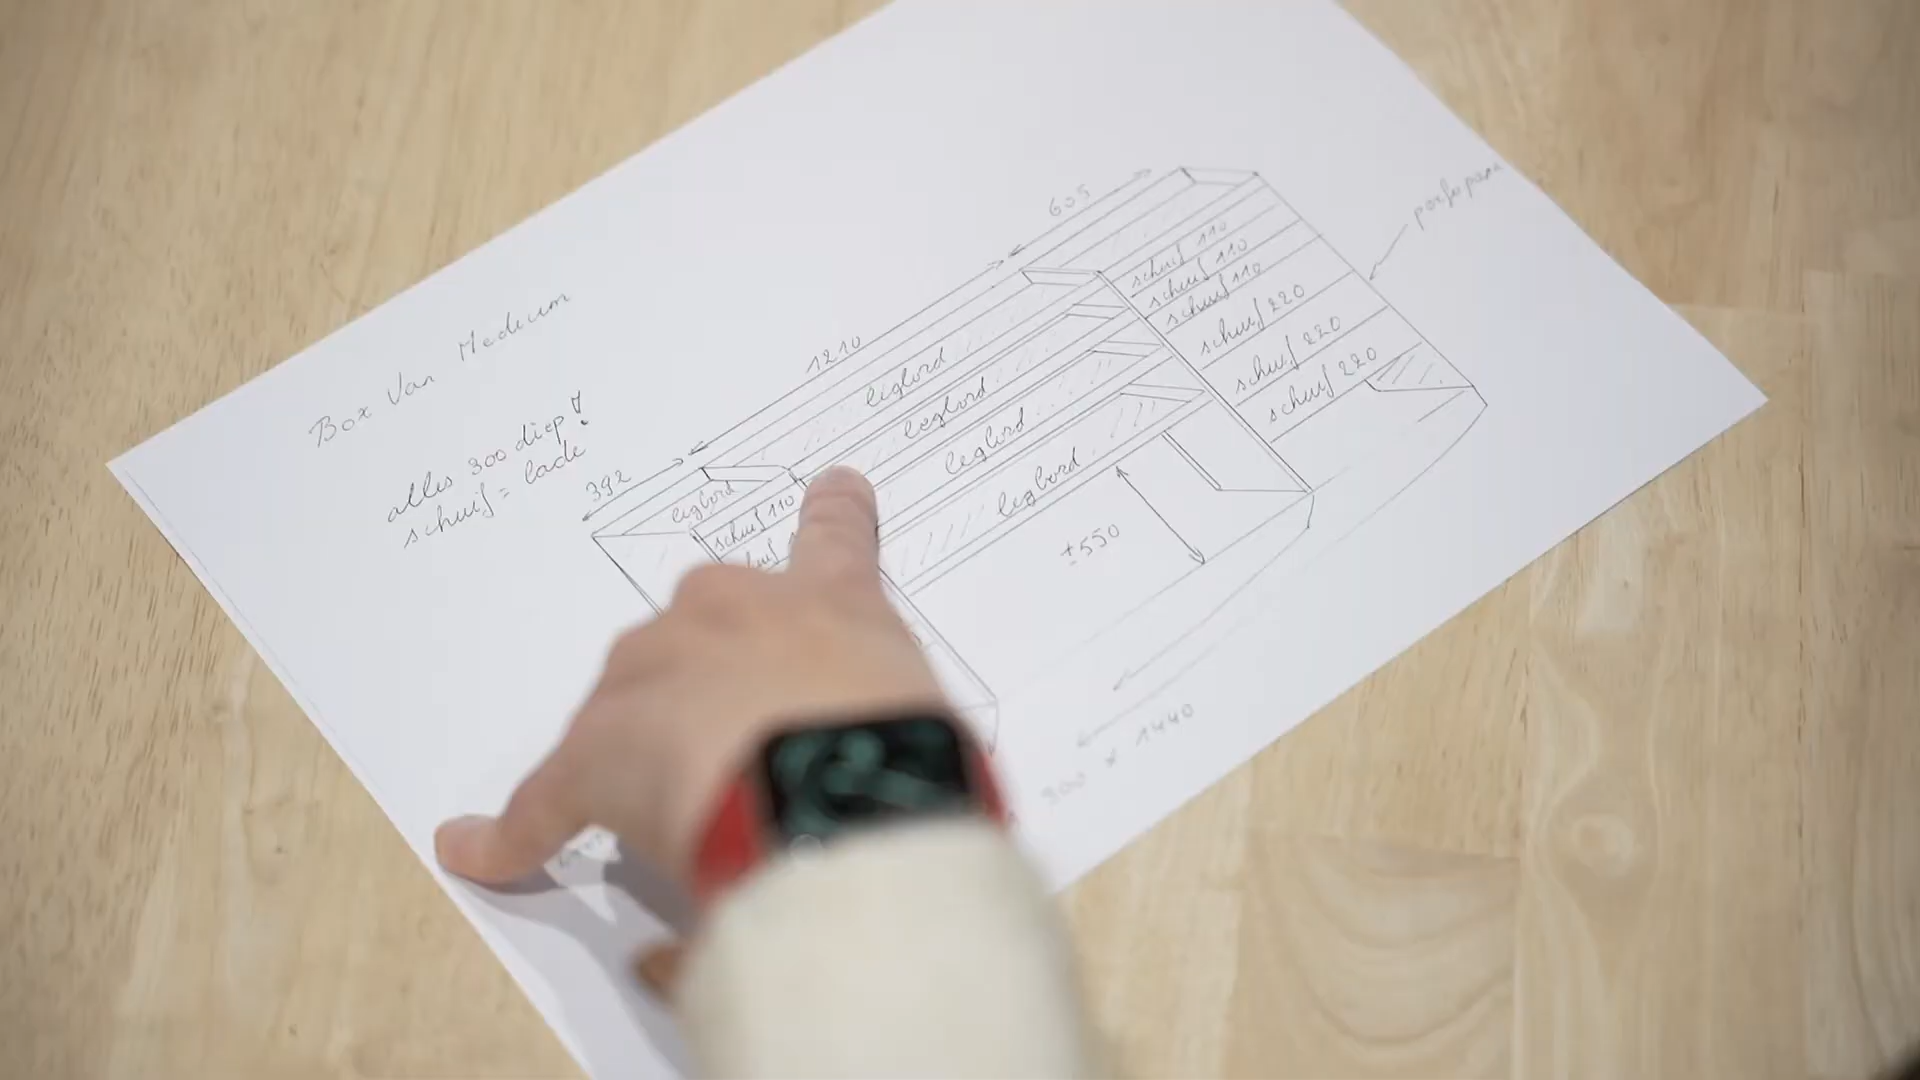 Box Van Medium
alles 300 diep!
schuif = lade
392
1210
605
legbord
schuif 110
legbord
legbord
legbord
legbord
±550
schuif 110
schuif 110
schuif 110
schuif 220
schuif 220
schuif 220
900 x 1440